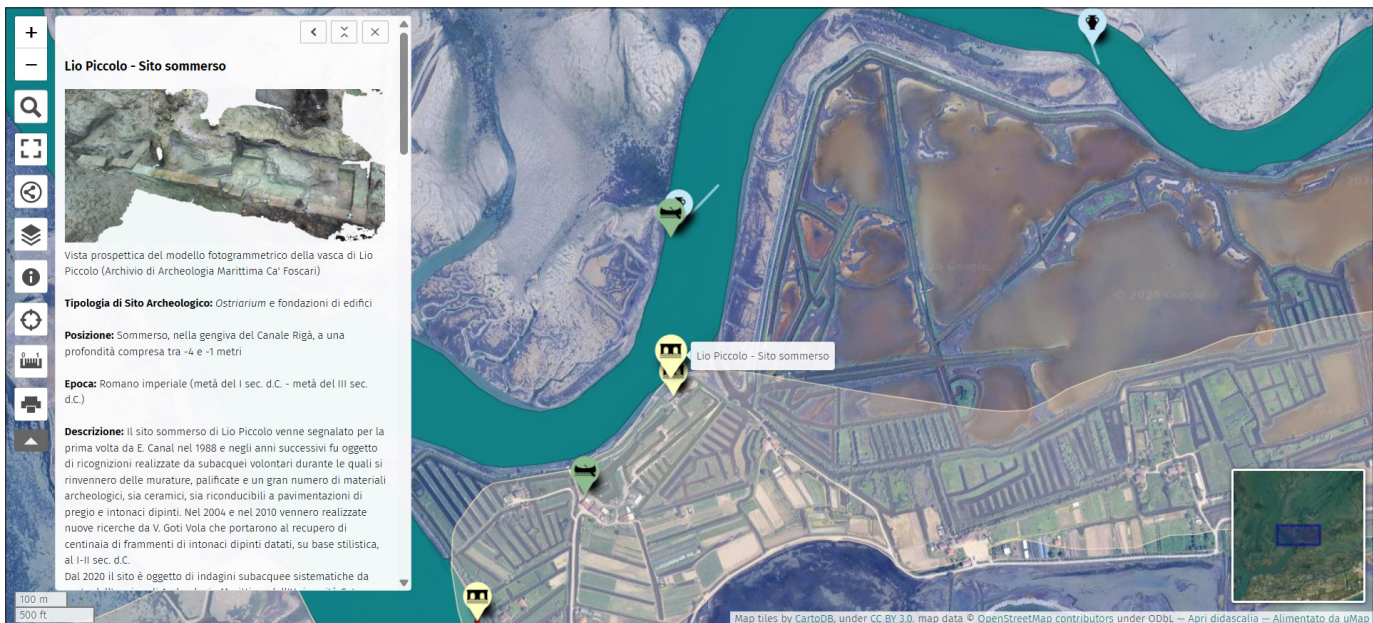 Lio Piccolo - Sito sommerso
Vista prospettica del modello fotogrammetrico della vasca di Lio
Piccolo (Archivio di Archeologia Marittima Ca' Foscari)
Tipologia di Sito Archeologico: Ostriarium e fondazioni di edifici
Posizione: Sommerso, nella gengiva del Canale Rigà, a una
profondità compresa tra -4 e -1 metri
Epoca: Romano imperiale (metà del I sec. d.C. - metà del III sec.
d.C.)
Descrizione: Il sito sommerso di Lio Piccolo venne segnalato per la
prima volta da E. Canal nel 1988 e negli anni successivi fu oggetto
di ricognizioni realizzate da subacquei volontari durante le quali si
rinvennero delle murature, palificate e un gran numero di materiali
archeologici, sia ceramici, sia riconducibili a pavimentazioni di
pregio e intonaci dipinti. Nel 2004 e nel 2010 vennero realizzate
nuove ricerche da V. Goti Vola che portarono al recupero di
centinaia di frammenti di intonaci dipinti datati, su base stilistica,
al I-II sec. d.C.
Dal 2020 il sito è oggetto di indagini subacquee sistematiche da
Lio Piccolo - Sito sommerso
© 2026 Google
100 m
500 ft
Map tiles by CartoDB, under CC BY 3.0. map data © OpenStreetMap contributors under ODbL — Apri didascalia — Alimentato da uMap